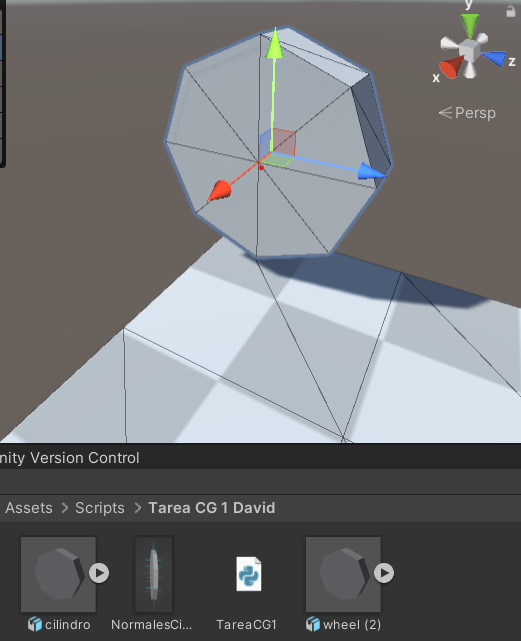 y
x
z
Persp
nity Version Control
Assets > Scripts > Tarea CG 1 David
cilindro
NormalesCi...
TareaCG1
wheel (2)